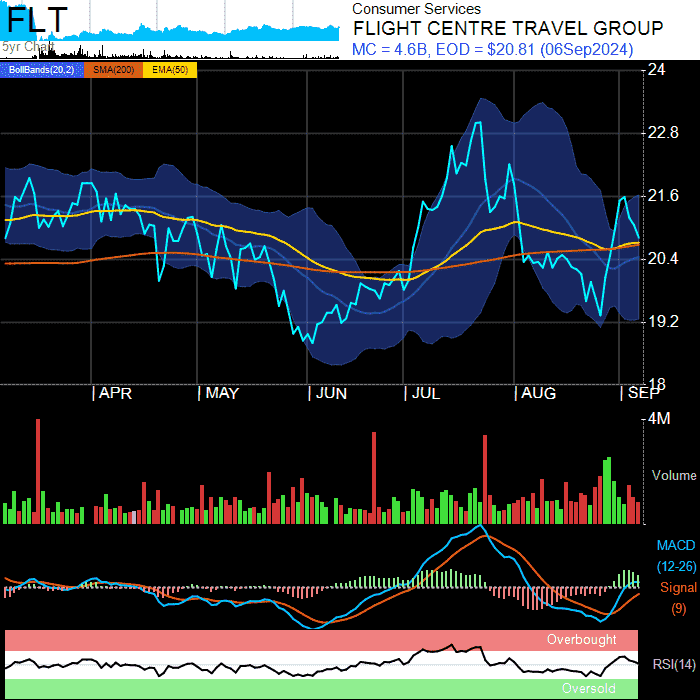 FLT
5yr Chart
Consumer Services
FLIGHT CENTRE TRAVEL GROUP
MC = 4.6B, EOD = $20.81 (06Sep2024)
BollBands(20,2) SMA(200) EMA(50)
24
22.8
21.6
20.4
19.2
18
APR MAY JUN JUL AUG SEP
4M
Volume
MACD
(12-26)
Signal
(9)
Overbought
RSI(14)
Oversold